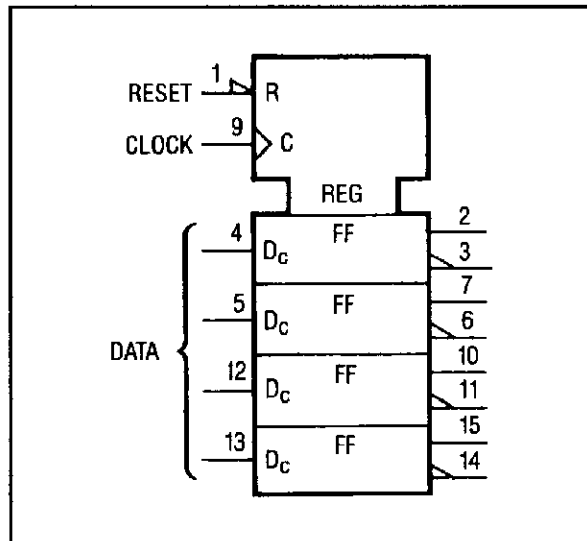 1
RESET R
9
CLOCK C
REG
FF 2
4 D_C 3
FF 7
5 D_C 6
DATA
FF 10
12 D_C 11
FF 15
13 D_C 14